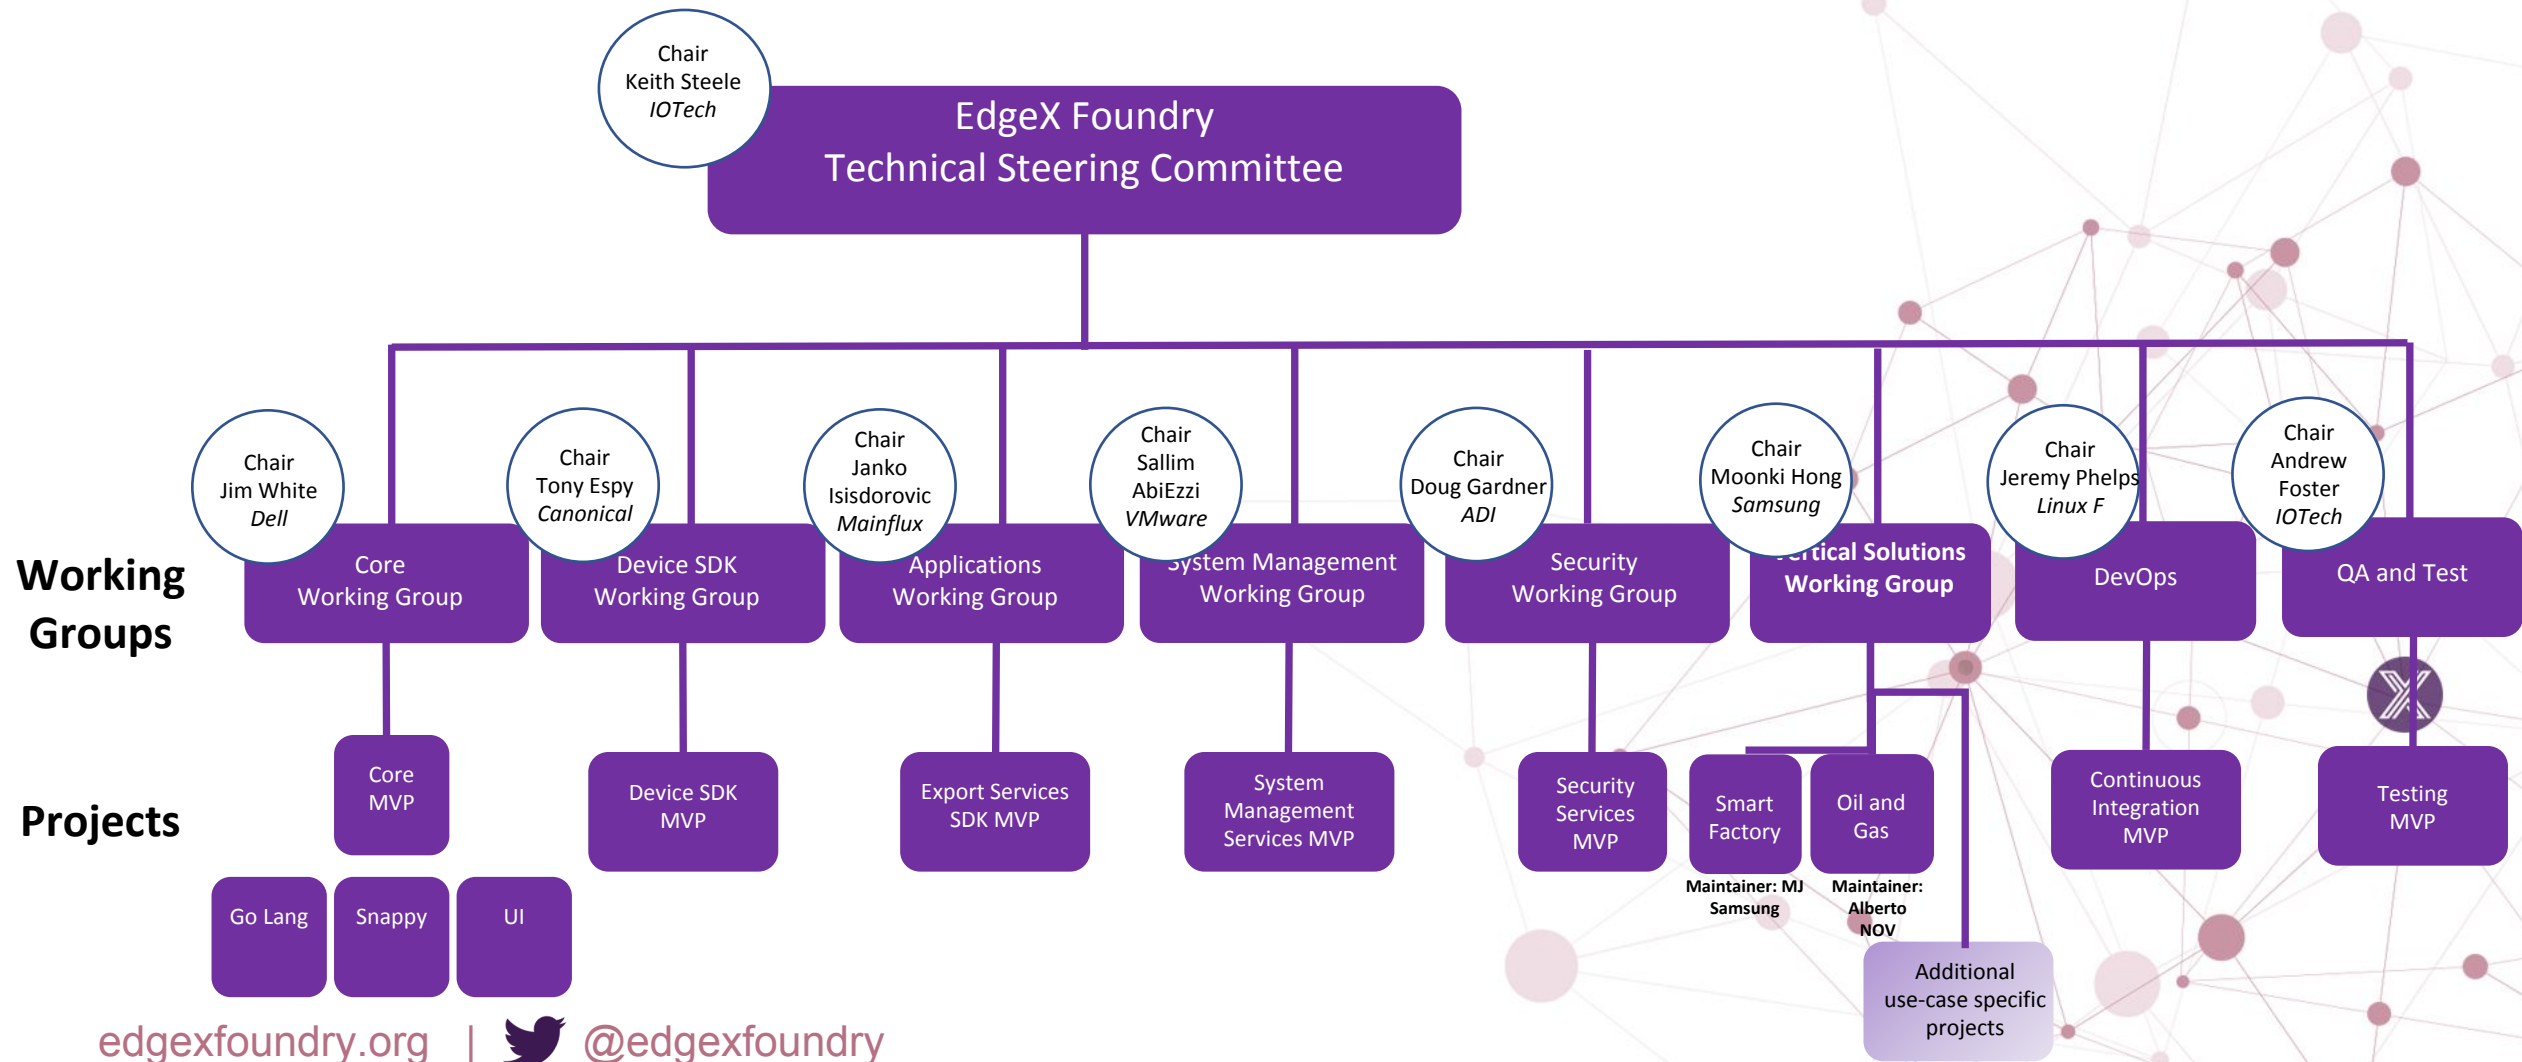 Chair
Keith Steele
IOTech
EdgeX Foundry
Technical Steering Committee
Working
Groups
Chair
Jim White
Dell
Core
Working Group
Chair
Tony Espy
Canonical
Device SDK
Working Group
Chair
Janko
Isisdorovic
Mainflux
Applications
Working Group
Chair
Sallim
AbiEzzi
VMware
System Management
Working Group
Chair
Doug Gardner
ADI
Security
Working Group
Chair
Moonki Hong
Samsung
Vertical Solutions
Working Group
Chair
Jeremy Phelps
Linux F
DevOps
Chair
Andrew
Foster
IOTech
QA and Test
Projects
Core
MVP
Device SDK
MVP
Export Services
SDK MVP
System
Management
Services MVP
Security
Services
MVP
Smart
Factory
Oil and
Gas
Continuous
Integration
MVP
Testing
MVP
Go Lang
Snappy
UI
Maintainer: MJ
Samsung
Maintainer:
Alberto
NOV
Additional
use-case specific
projects
edgexfoundry.org | @edgexfoundry